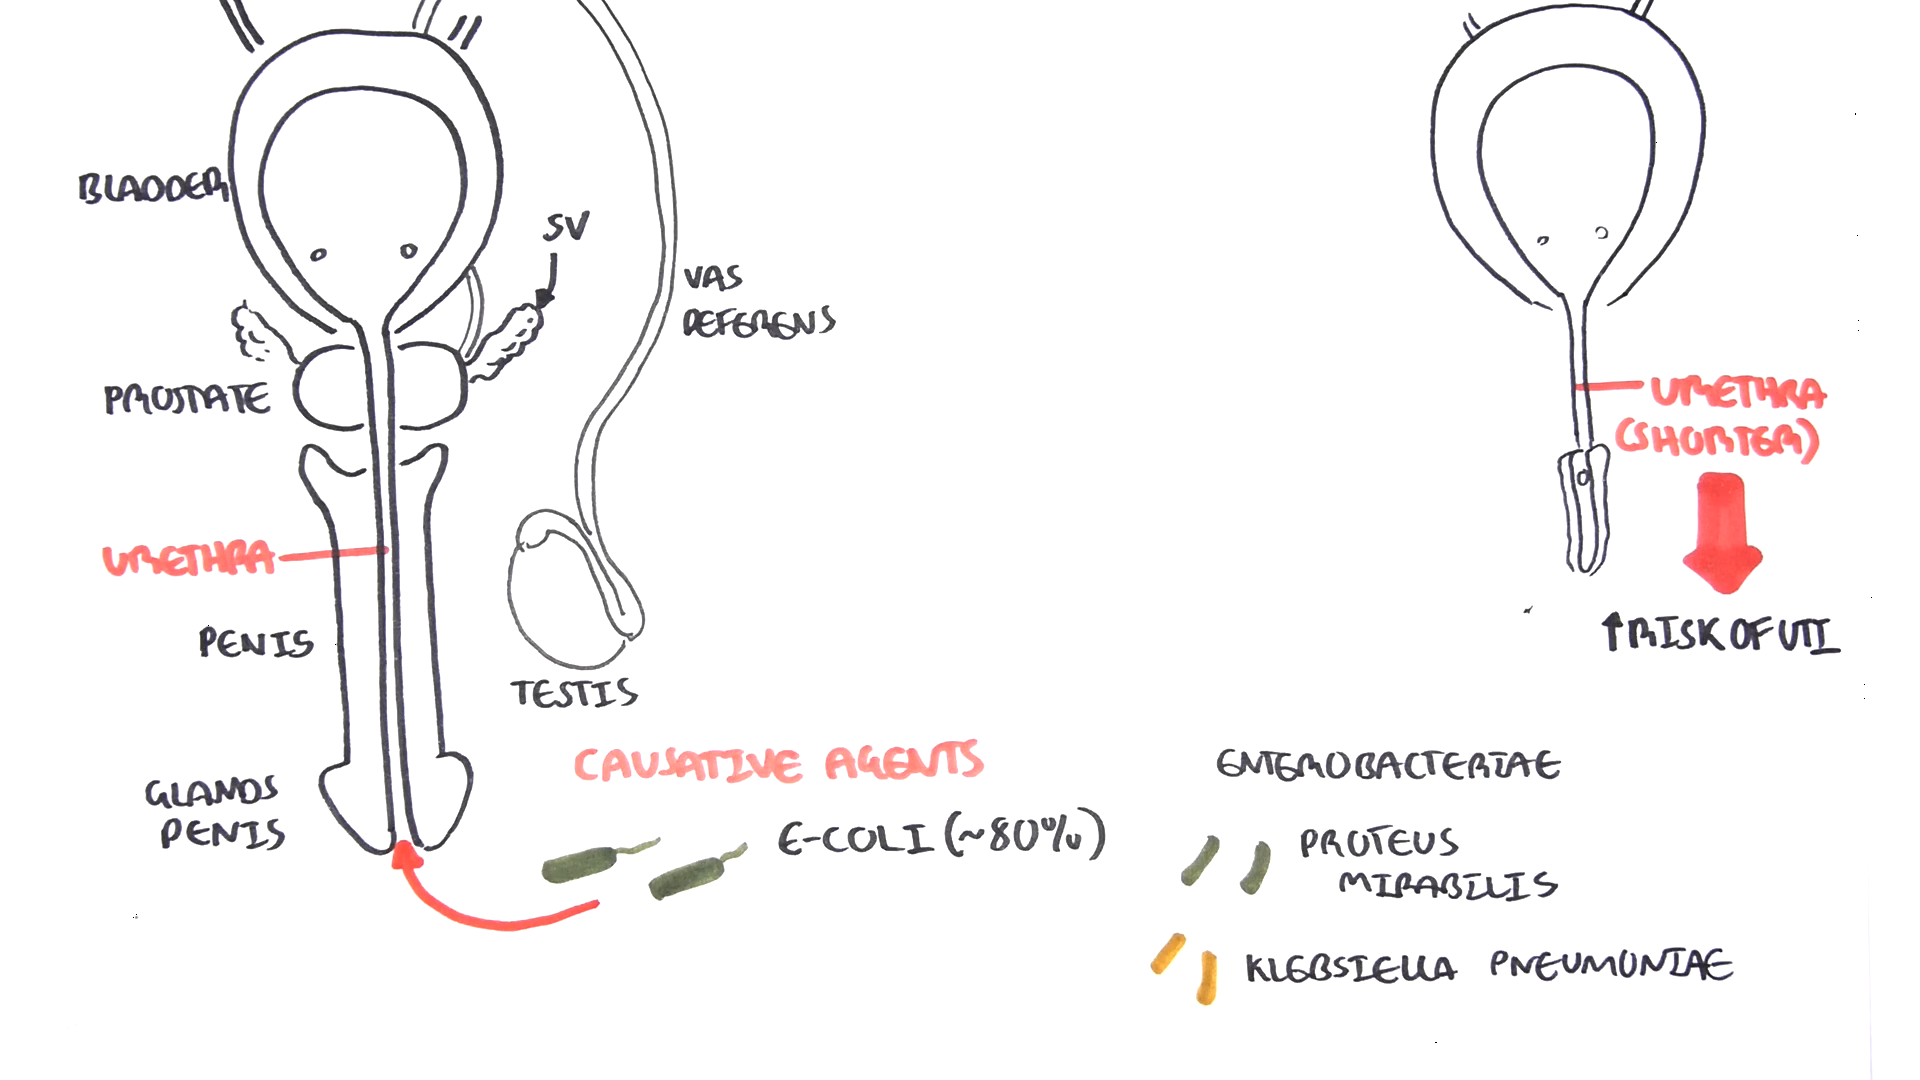 BLADDER
SV
VAS
DEFERENS
PROSTATE
URETHRA
PENIS
TESTIS
GLANDS
PENIS
URETHRA
(SHORTER)
↑ RISK OF UTI
CAUSATIVE AGENTS
E-COLI (~80%)
ENTEROBACTERIAE
PROTEUS
MIRABILIS
KLEBSIELLA PNEUMONIAE